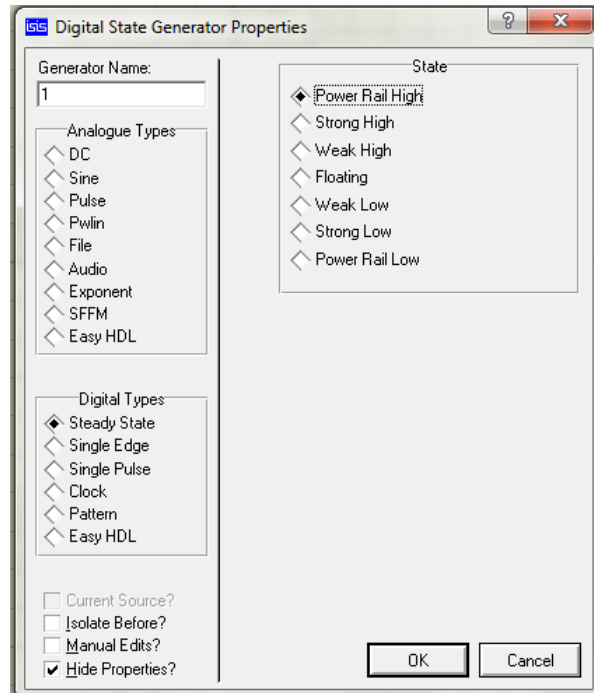 isis Digital State Generator Properties
? X
Generator Name:
1
Analogue Types
DC
Sine
Pulse
Pwlin
File
Audio
Exponent
SFFM
Easy HDL
Digital Types
Steady State
Single Edge
Single Pulse
Clock
Pattern
Easy HDL
Current Source?
Isolate Before?
Manual Edits?
Hide Properties?
State
Power Rail High
Strong High
Weak High
Floating
Weak Low
Strong Low
Power Rail Low
OK
Cancel